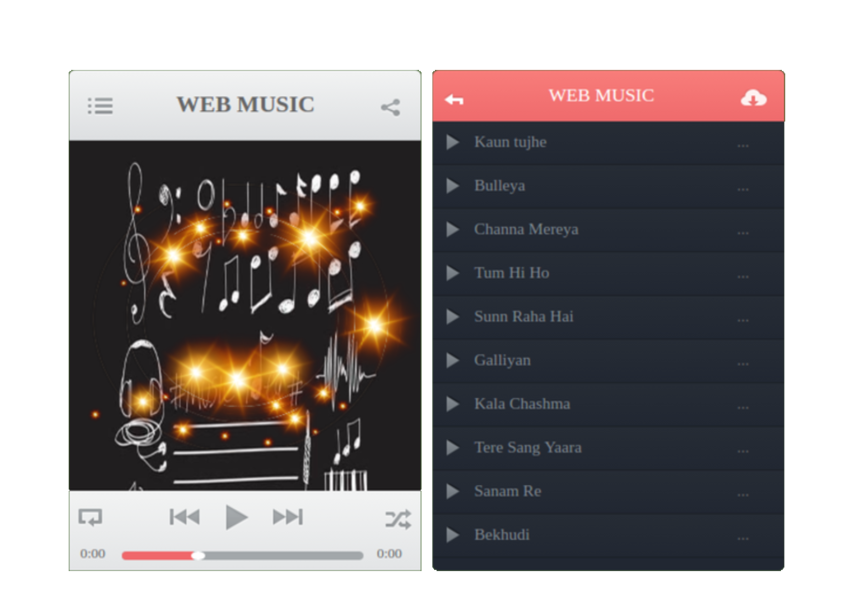 WEB MUSIC
0:00 0:00
WEB MUSIC
Kaun tujhe ...
Bulleya ...
Channa Mereya ...
Tum Hi Ho ...
Sunn Raha Hai ...
Galliyan ...
Kala Chashma ...
Tere Sang Yaara ...
Sanam Re ...
Bekhudi ...